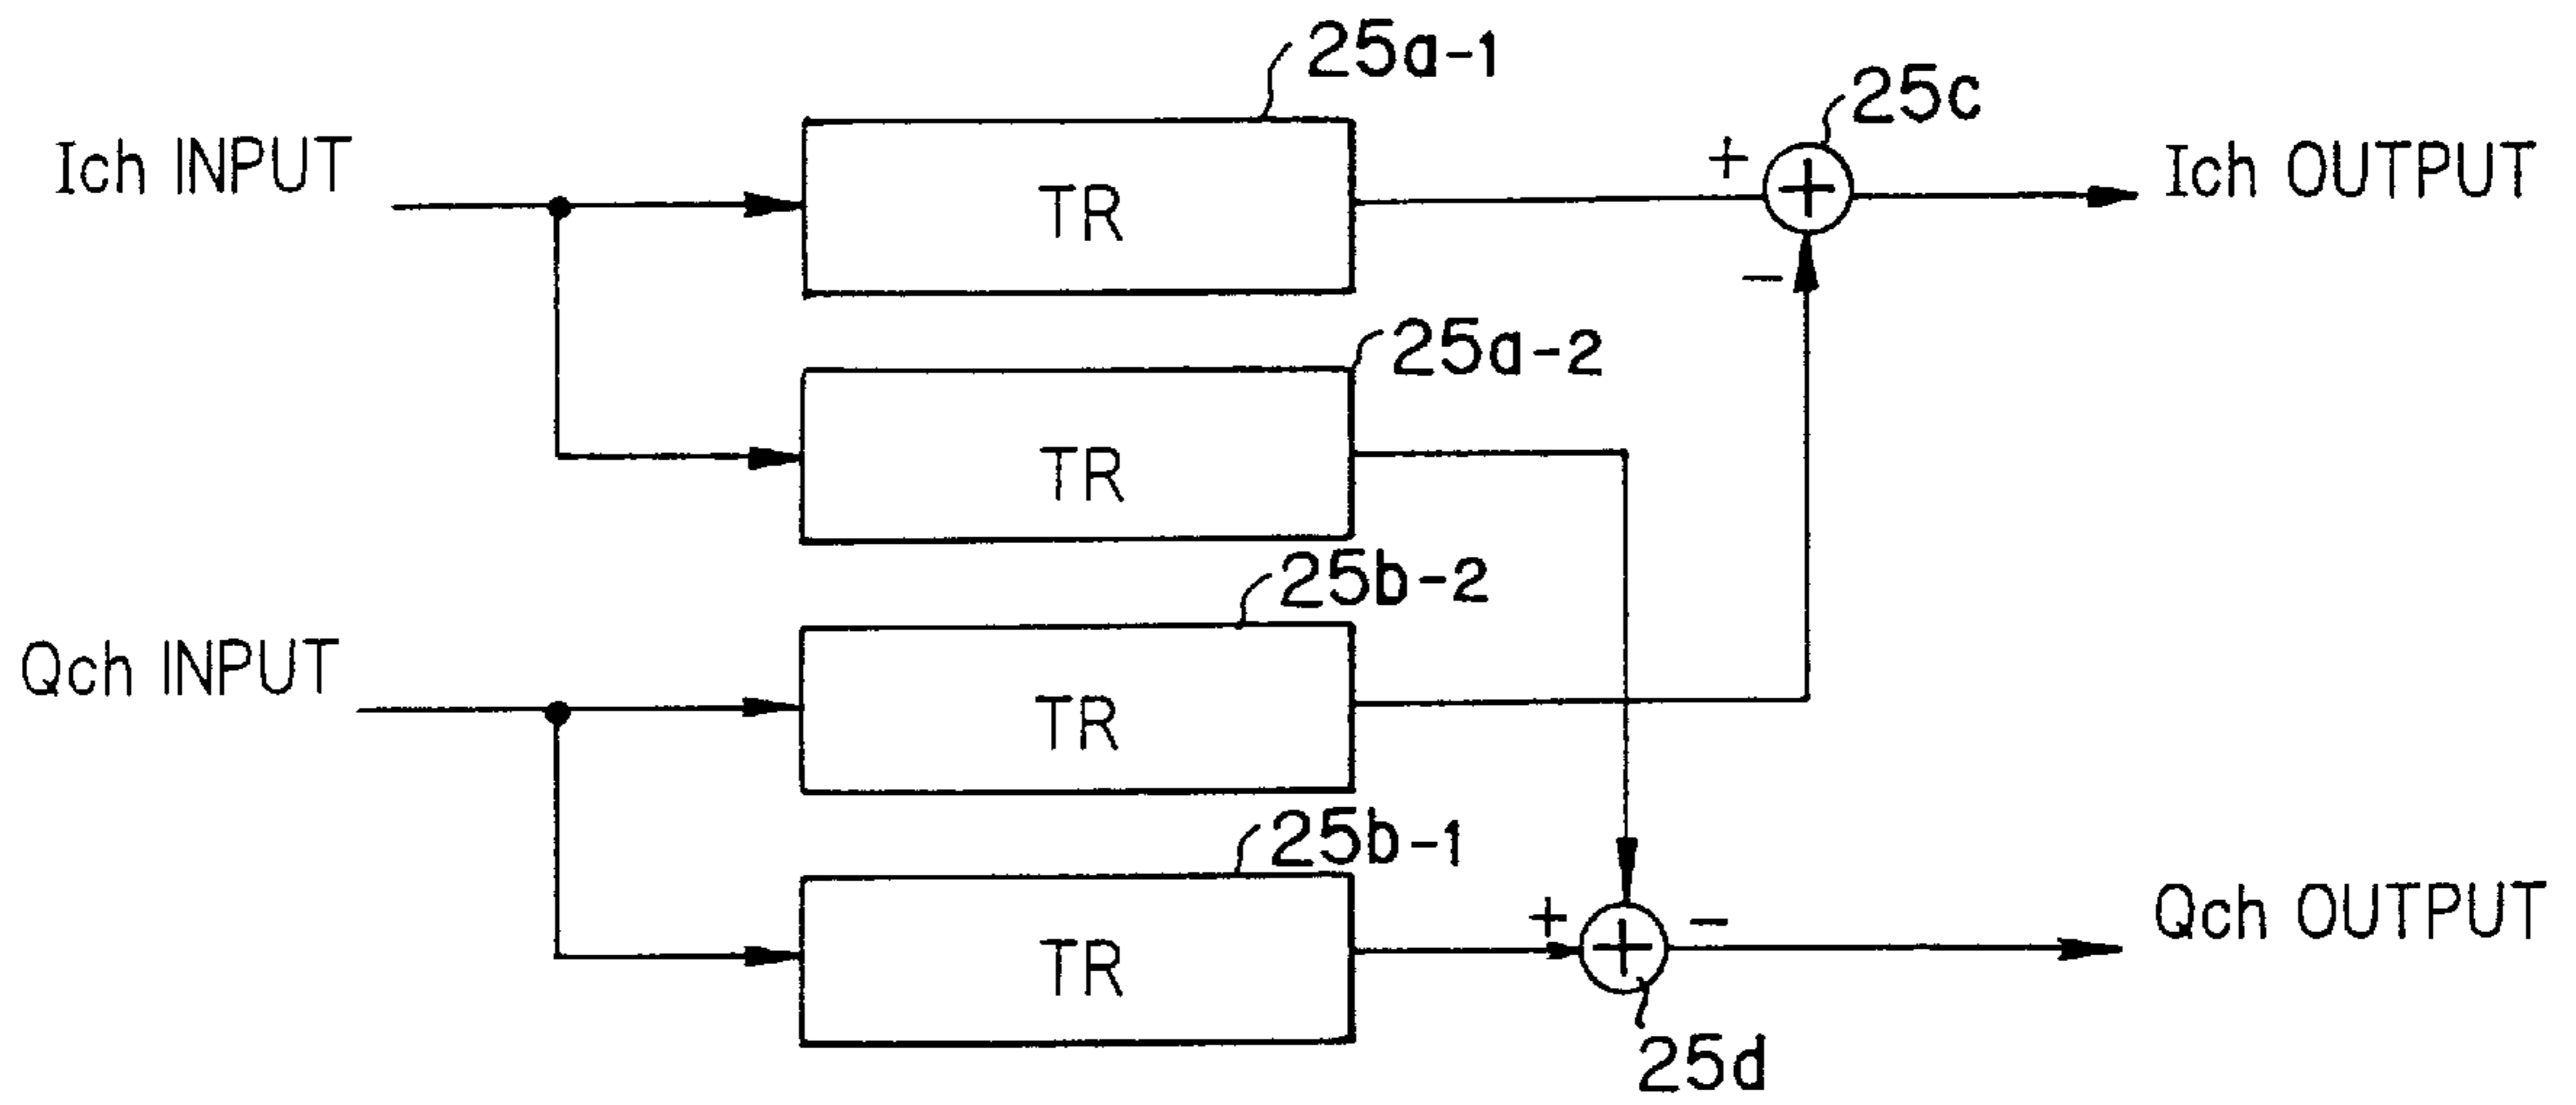 25a-1
25c
Ich INPUT
TR
+
+
Ich OUTPUT
-
25a-2
TR
25b-2
Qch INPUT
TR
25b-1
TR
+
+
-
Qch OUTPUT
25d